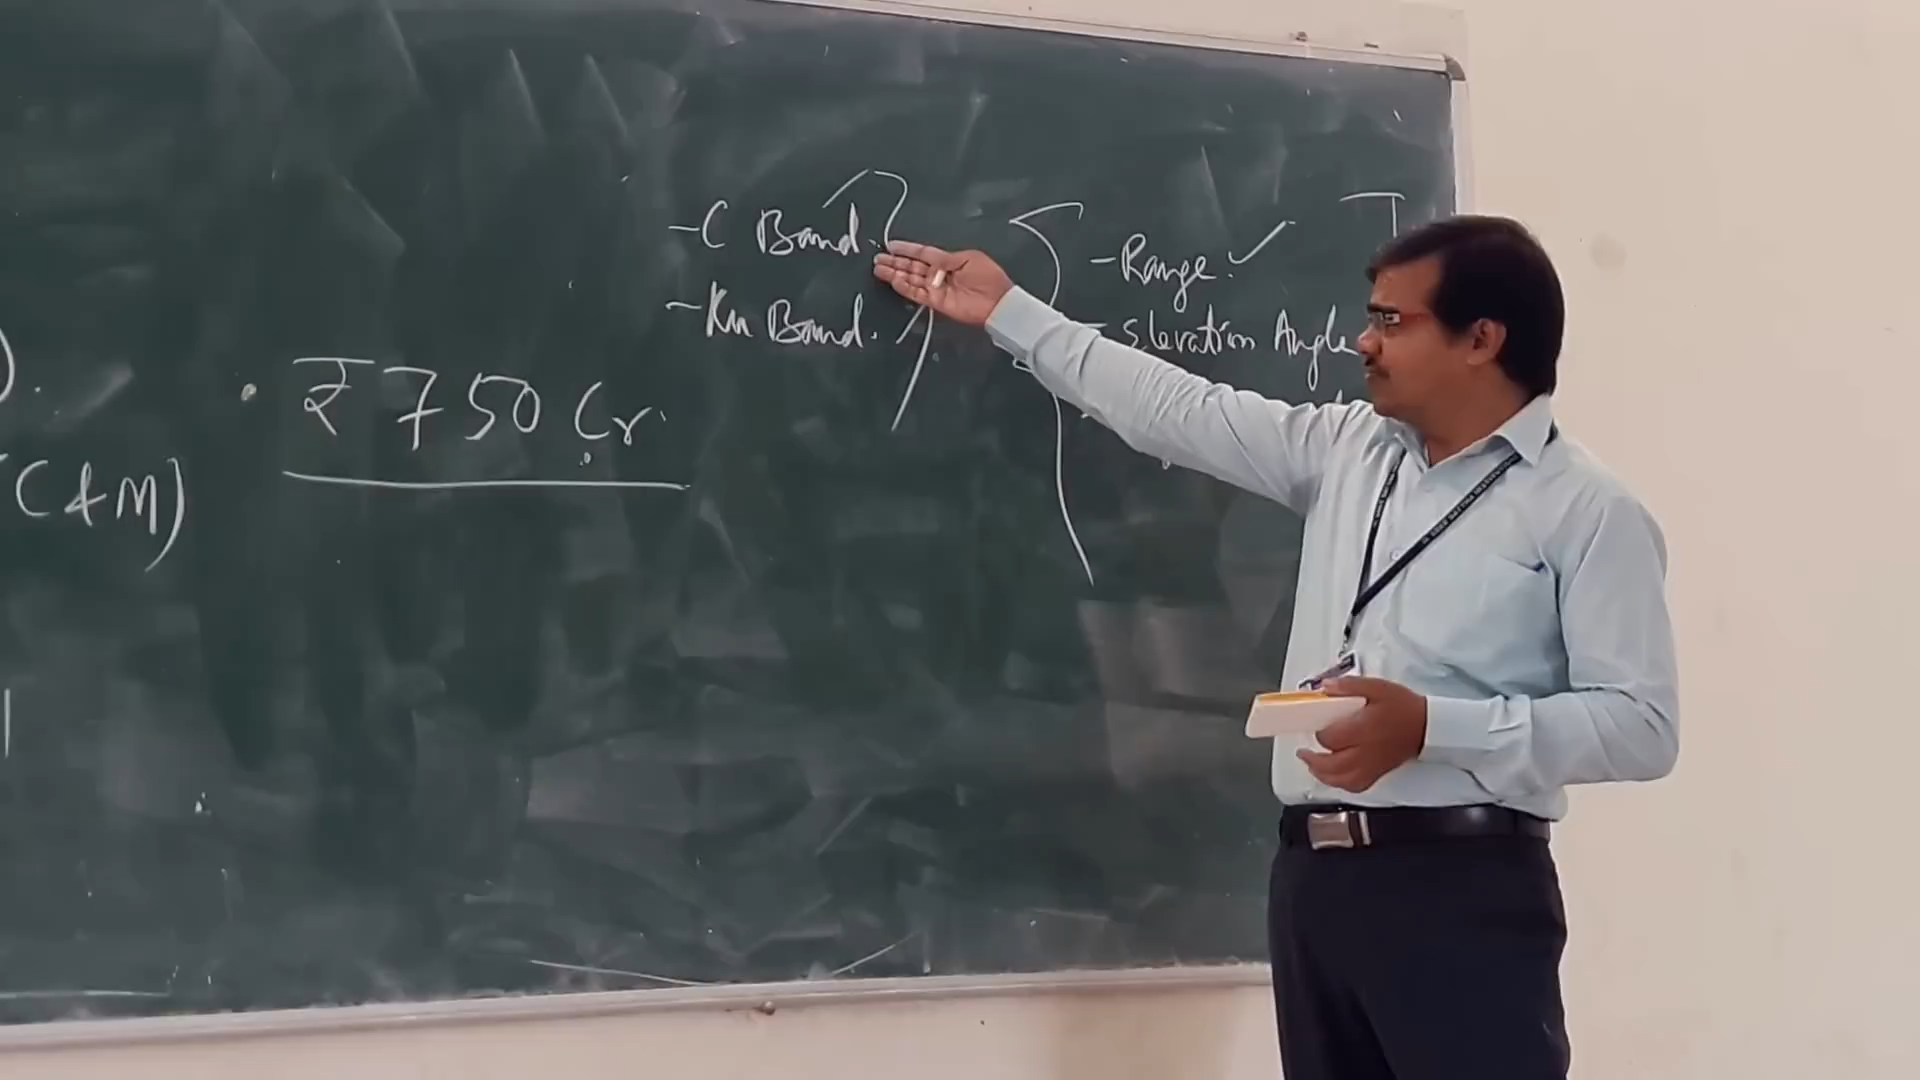 - C Band.
- Ku Band.
- Range. ✓
- Elevation Angle
. ₹ 750 Cr.
(C & M)